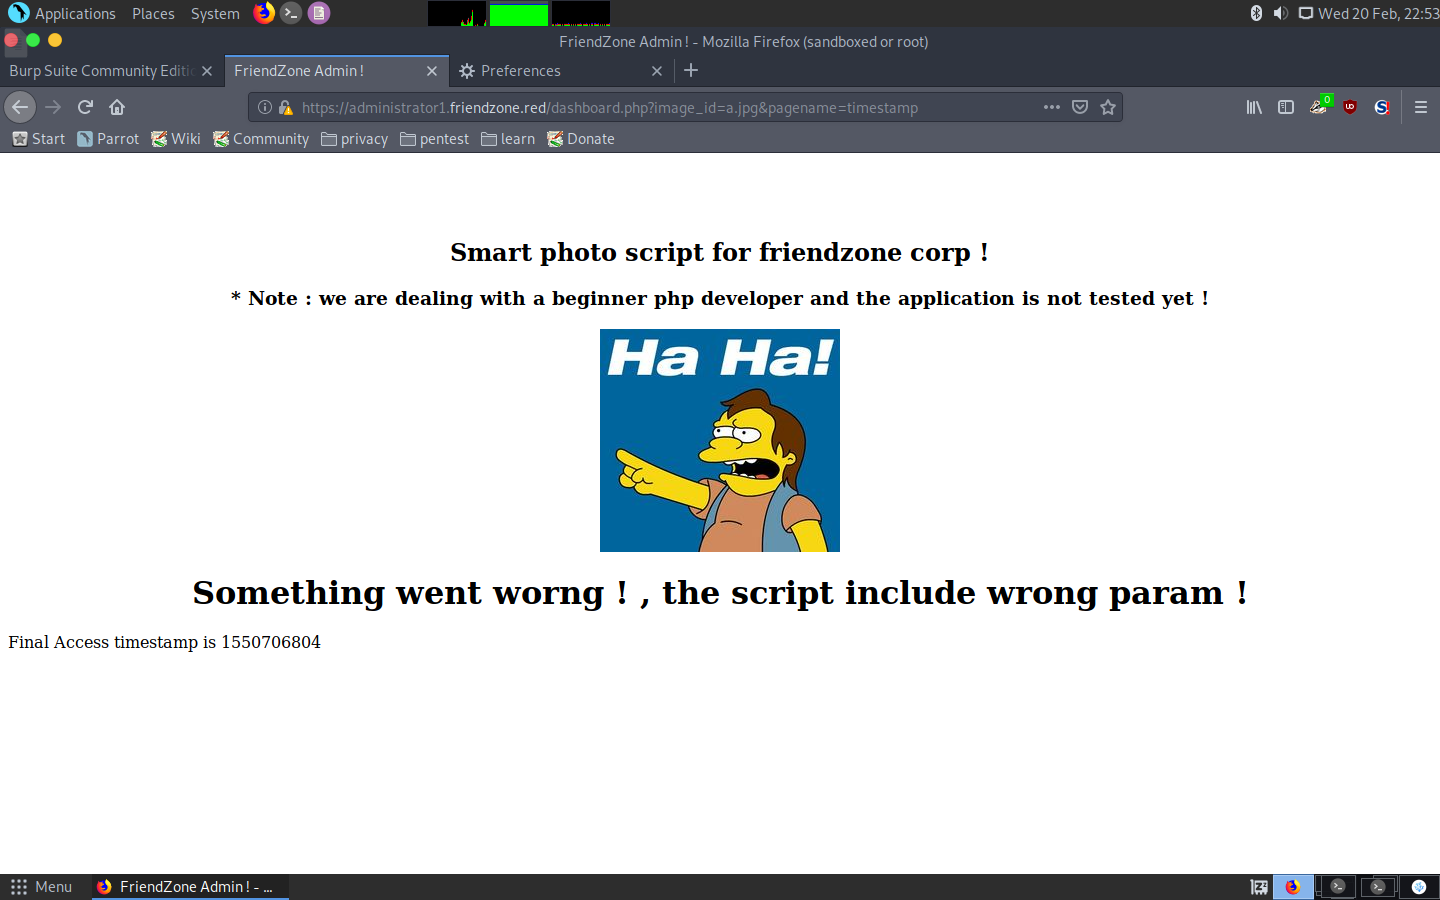 Applications Places System Wed 20 Feb, 22:53
FriendZone Admin! - Mozilla Firefox (sandboxed or root)
Burp Suite Community Editi
FriendZone Admin!
Preferences
https://administrator1.friendzone.red/dashboard.php?image_id=a.jpg&pagename=timestamp
0
Start Parrot Wiki Community privacy pentest learn Donate
Smart photo script for friendzone corp !
* Note : we are dealing with a beginner php developer and the application is not tested yet !
Ha Ha!
Something went worng ! , the script include wrong param !
Final Access timestamp is 1550706804
Menu FriendZone Admin! - ...